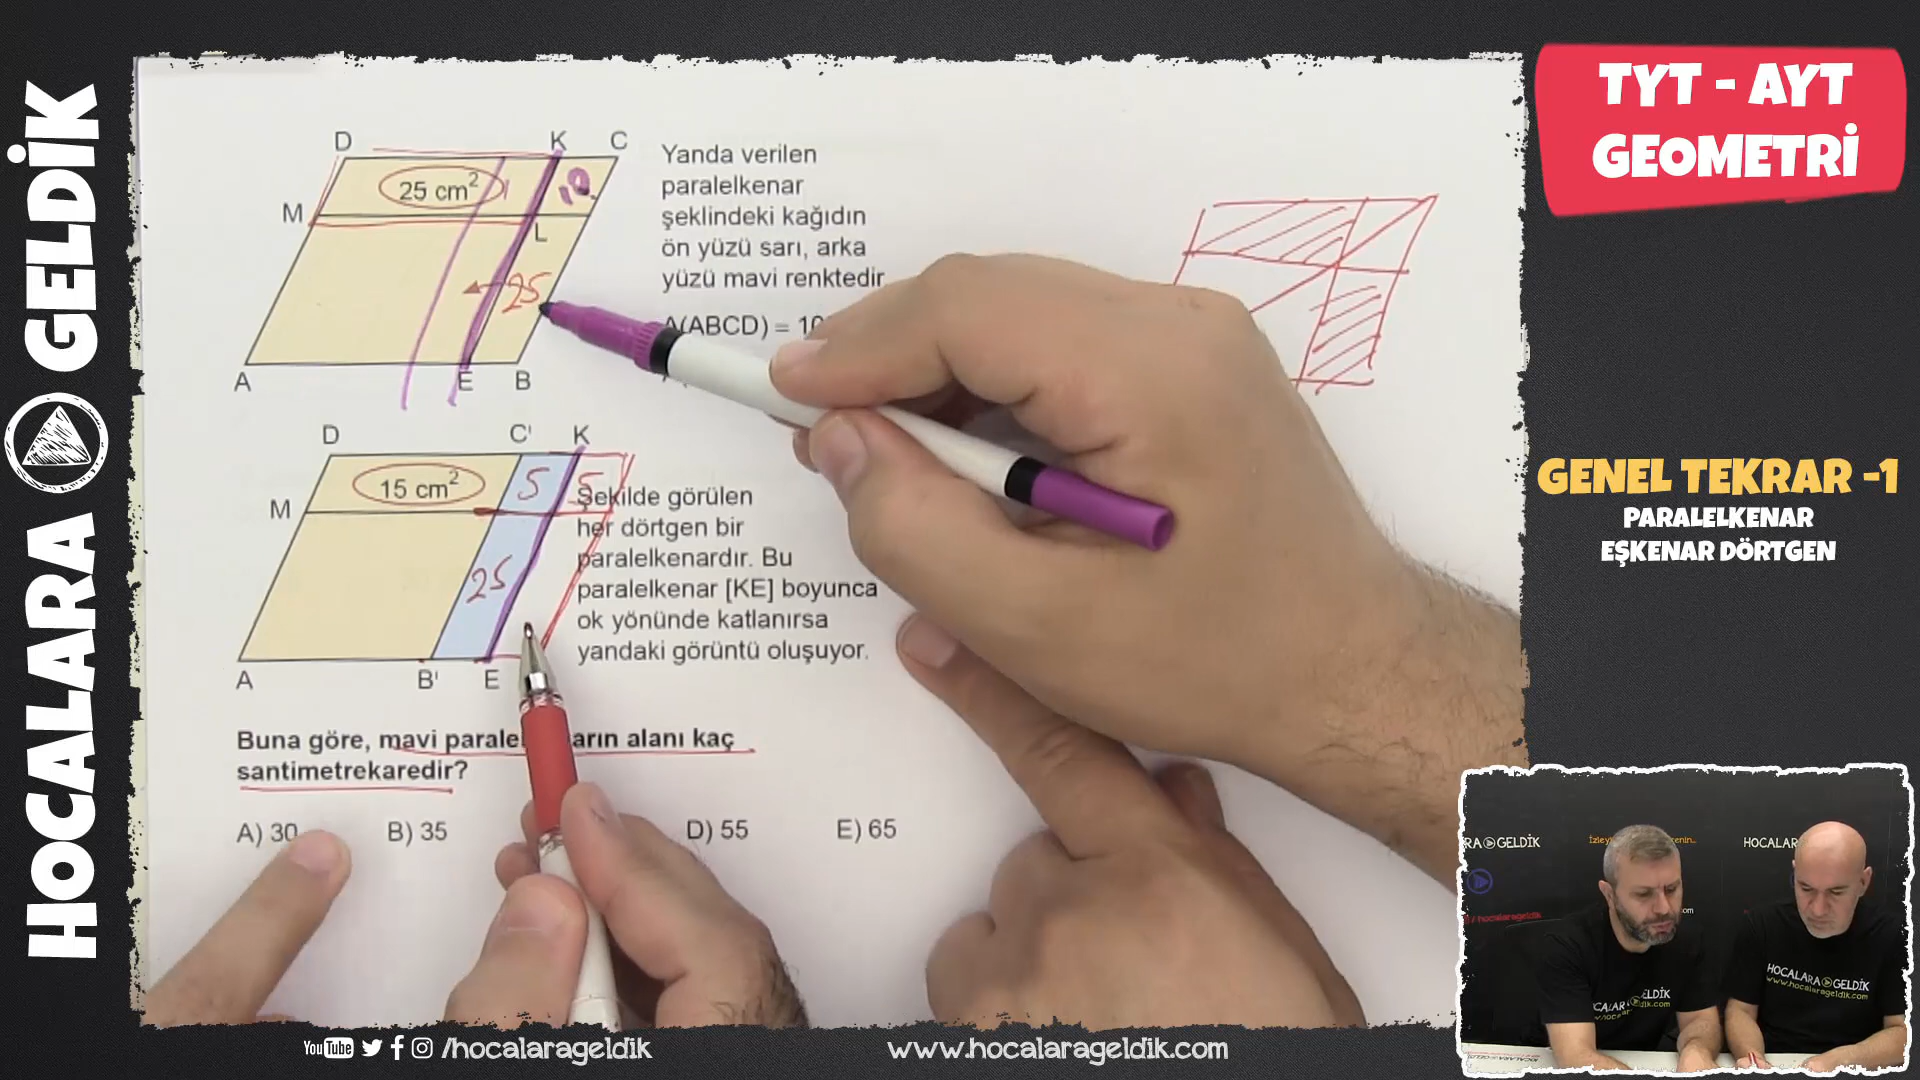 HOCALARA GELDİK
TYT - AYT
GEOMETRİ
GENEL TEKRAR -1
PARALELKENAR
EŞKENAR DÖRTGEN
D
K
C
25 cm²
10
M
L
25
A
E
B
Yanda verilen
paralelkenar
şeklindeki kağıdın
ön yüzü sarı, arka
yüzü mavi renktedir
A(ABCD) = 10
D
C'
K
15 cm²
5
5
M
25
A
B'
E
Şekilde görülen
her dörtgen bir
paralelkenardır. Bu
paralelkenar [KE] boyunca
ok yönünde katlanırsa
yandaki görüntü oluşuyor.
Buna göre, mavi alanı kaç
santimetrekaredir?
A) 30
B) 35
D) 55
E) 65
YouTube /hocalarageldik
www.hocalarageldik.com